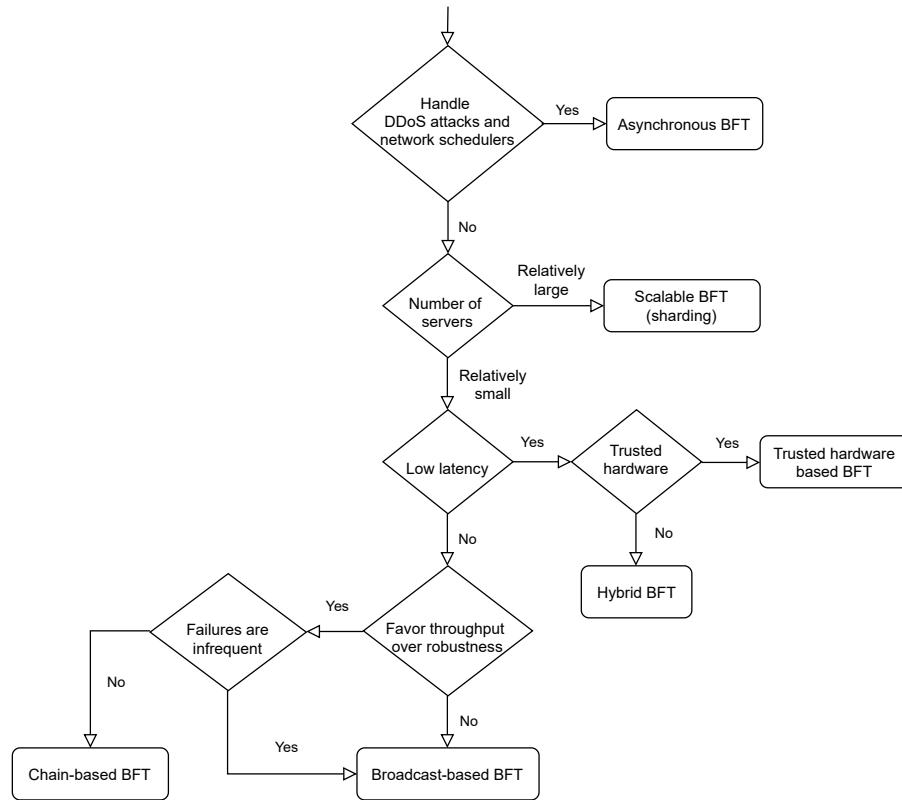 Handle
DDoS attacks and
network schedulers
Yes
Asynchronous BFT
No
Number of
servers
Relatively
large
Scalable BFT
(sharding)
Relatively
small
Low latency
Yes
Trusted
hardware
Yes
Trusted hardware
based BFT
No
No
Hybrid BFT
Favor throughput
over robustness
Yes
Failures are
infrequent
No
Yes
No
Chain-based BFT
Broadcast-based BFT